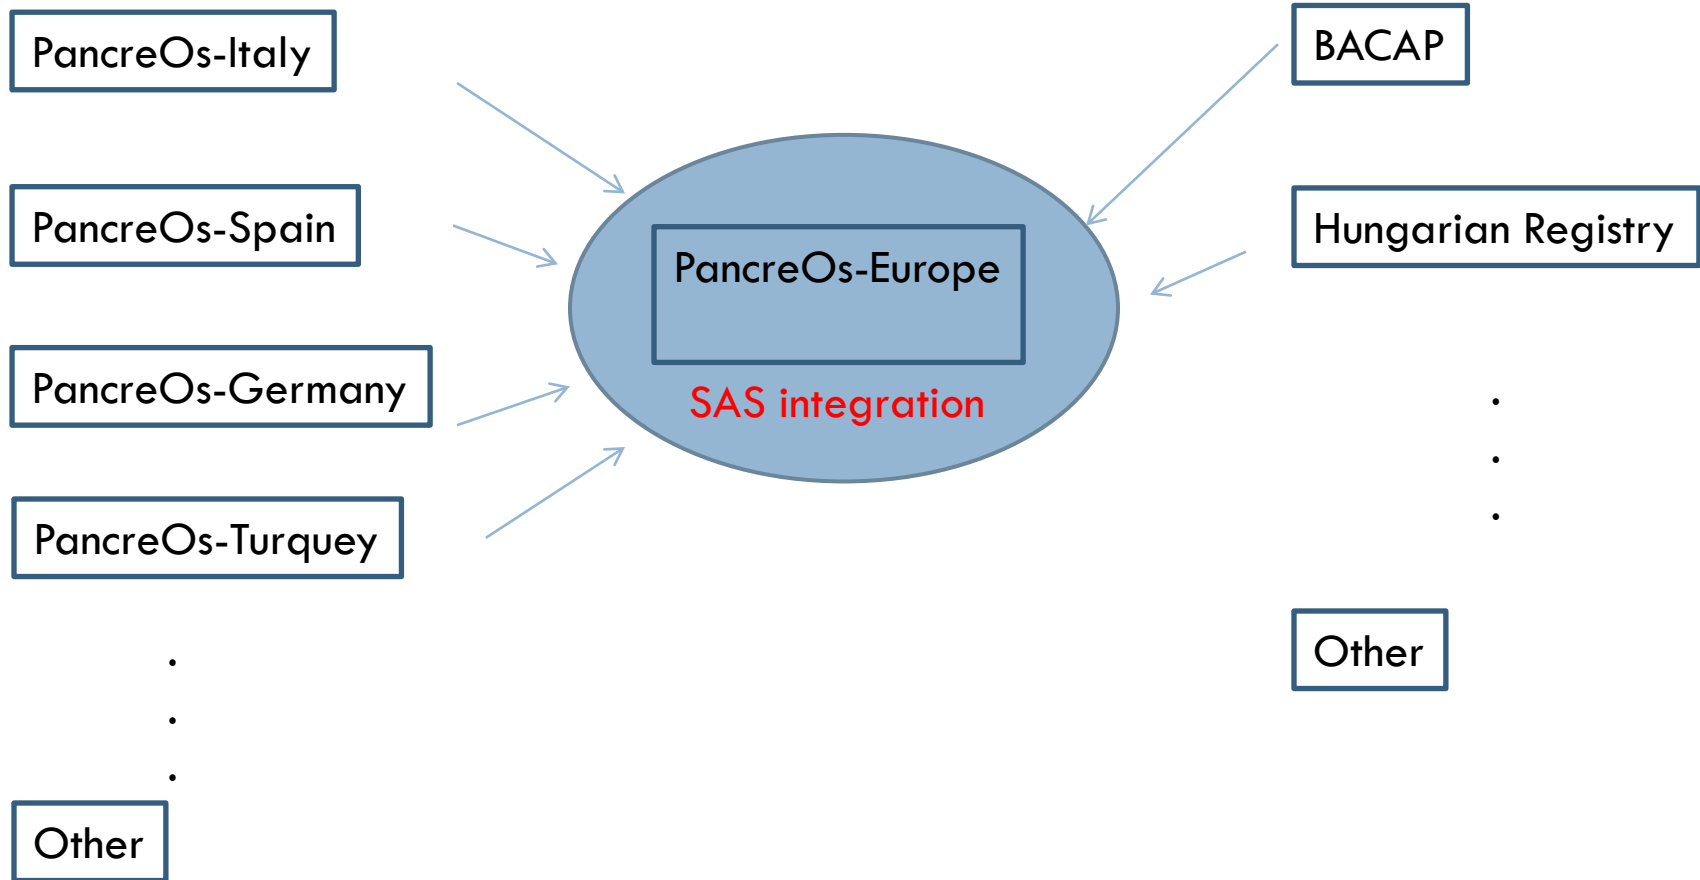 PancreOs-Italy
PancreOs-Spain
PancreOs-Germany
PancreOs-Turquey
.
.
.
Other
PancreOs-Europe
SAS integration
BACAP
Hungarian Registry
.
.
.
Other